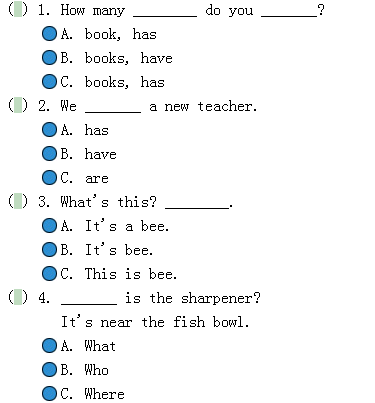 ( ) 1. How many ________ do you _______?
A. book, has
B. books, have
C. books, has
( ) 2. We _______ a new teacher.
A. has
B. have
C. are
( ) 3. What's this? ________.
A. It's a bee.
B. It's bee.
C. This is bee.
( ) 4. _______ is the sharpener?
It's near the fish bowl.
A. What
B. Who
C. Where